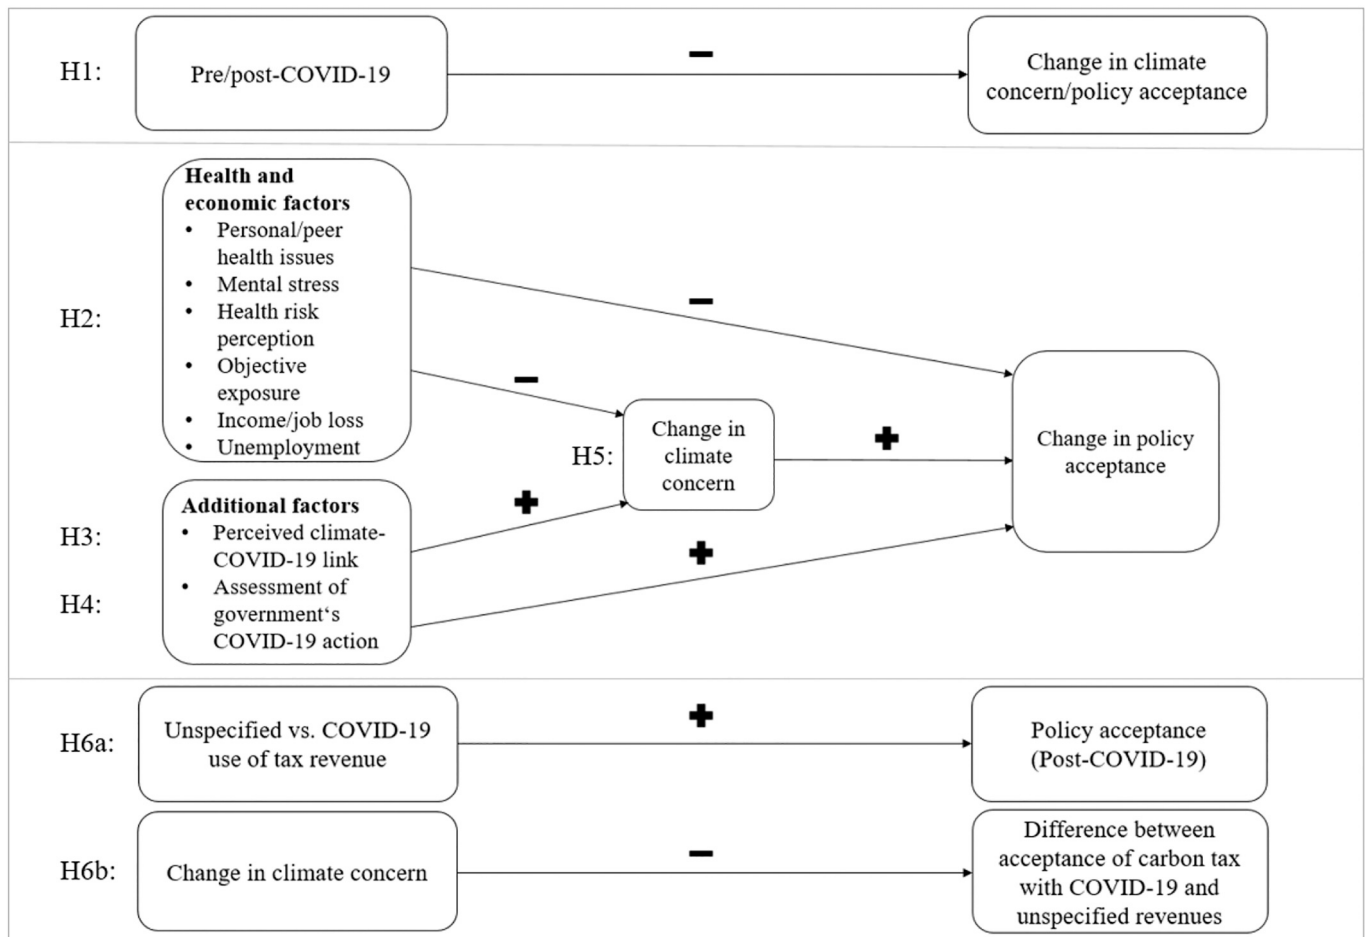 H1:
Pre/post-COVID-19
−
Change in climate
concern/policy acceptance
H2:
Health and
economic factors
• Personal/peer
health issues
• Mental stress
• Health risk
perception
• Objective
exposure
• Income/job loss
• Unemployment
−
−
H5:
Change in
climate
concern
+
Change in policy
acceptance
H3:
H4:
Additional factors
• Perceived climate-
COVID-19 link
• Assessment of
government‘s
COVID-19 action
+
+
H6a:
Unspecified vs. COVID-19
use of tax revenue
+
Policy acceptance
(Post-COVID-19)
H6b:
Change in climate concern
−
Difference between
acceptance of carbon tax
with COVID-19 and
unspecified revenues